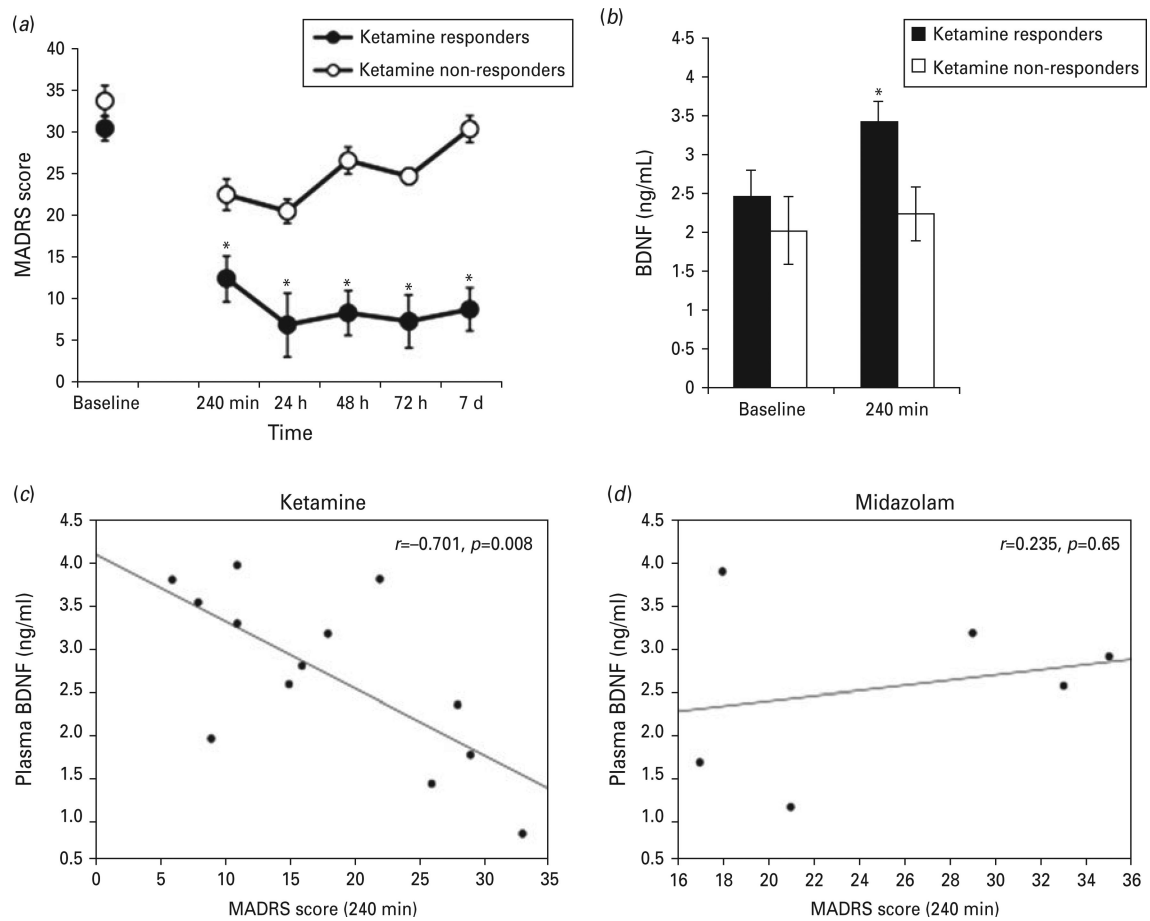 (a)
Ketamine responders
Ketamine non-responders
40
35
30
25
20
15
10
5
0
MADRS score
*
*
*
*
*
Baseline
240 min
24 h
48 h
72 h
7 d
Time
(b)
Ketamine responders
Ketamine non-responders
4·5
4
3·5
3
2·5
2
1·5
1
0·5
0
BDNF (ng/mL)
*
Baseline
240 min
(c)
Ketamine
r=–0.701, p=0.008
4.5
4.0
3.5
3.0
2.5
2.0
1.5
1.0
0.5
Plasma BDNF (ng/ml)
0
5
10
15
20
25
30
35
MADRS score (240 min)
(d)
Midazolam
r=0.235, p=0.65
4.5
4.0
3.5
3.0
2.5
2.0
1.5
1.0
0.5
Plasma BDNF (ng/ml)
16
18
20
21
24
26
28
30
32
34
36
MADRS score (240 min)